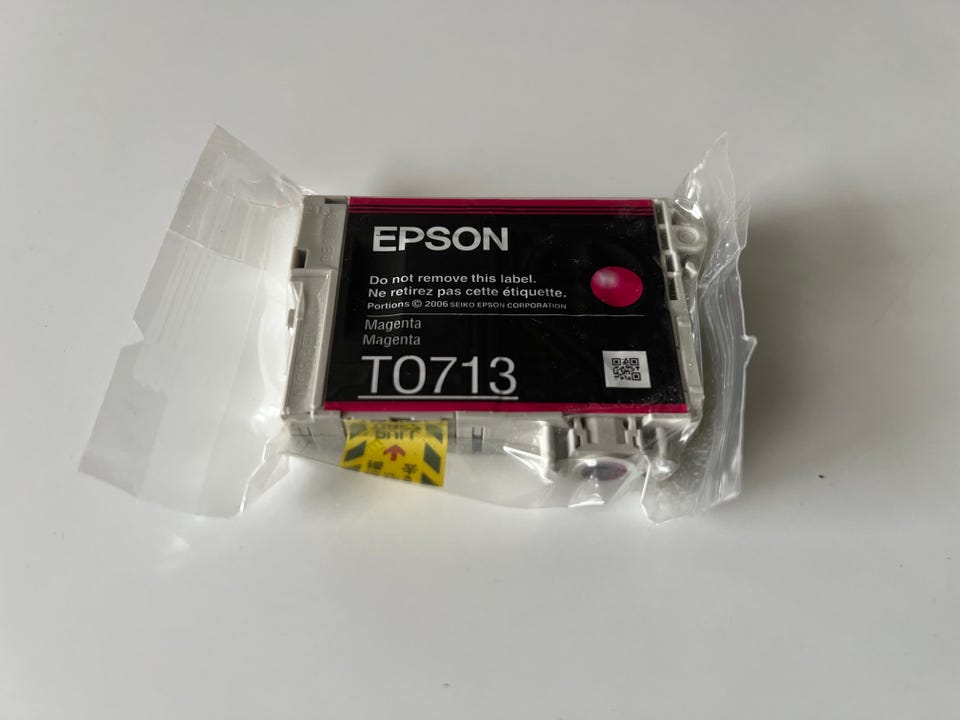 EPSON
Do not remove this label.
Ne retirez pas cette étiquette.
Portions © 2006 SEIKO EPSON CORPORATION
Magenta
Magenta
T0713